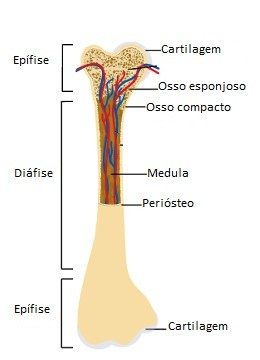 Cartilagem
Epífise
Osso esponjoso
Osso compacto
Diáfise
Medula
Periósteo
Epífise
Cartilagem